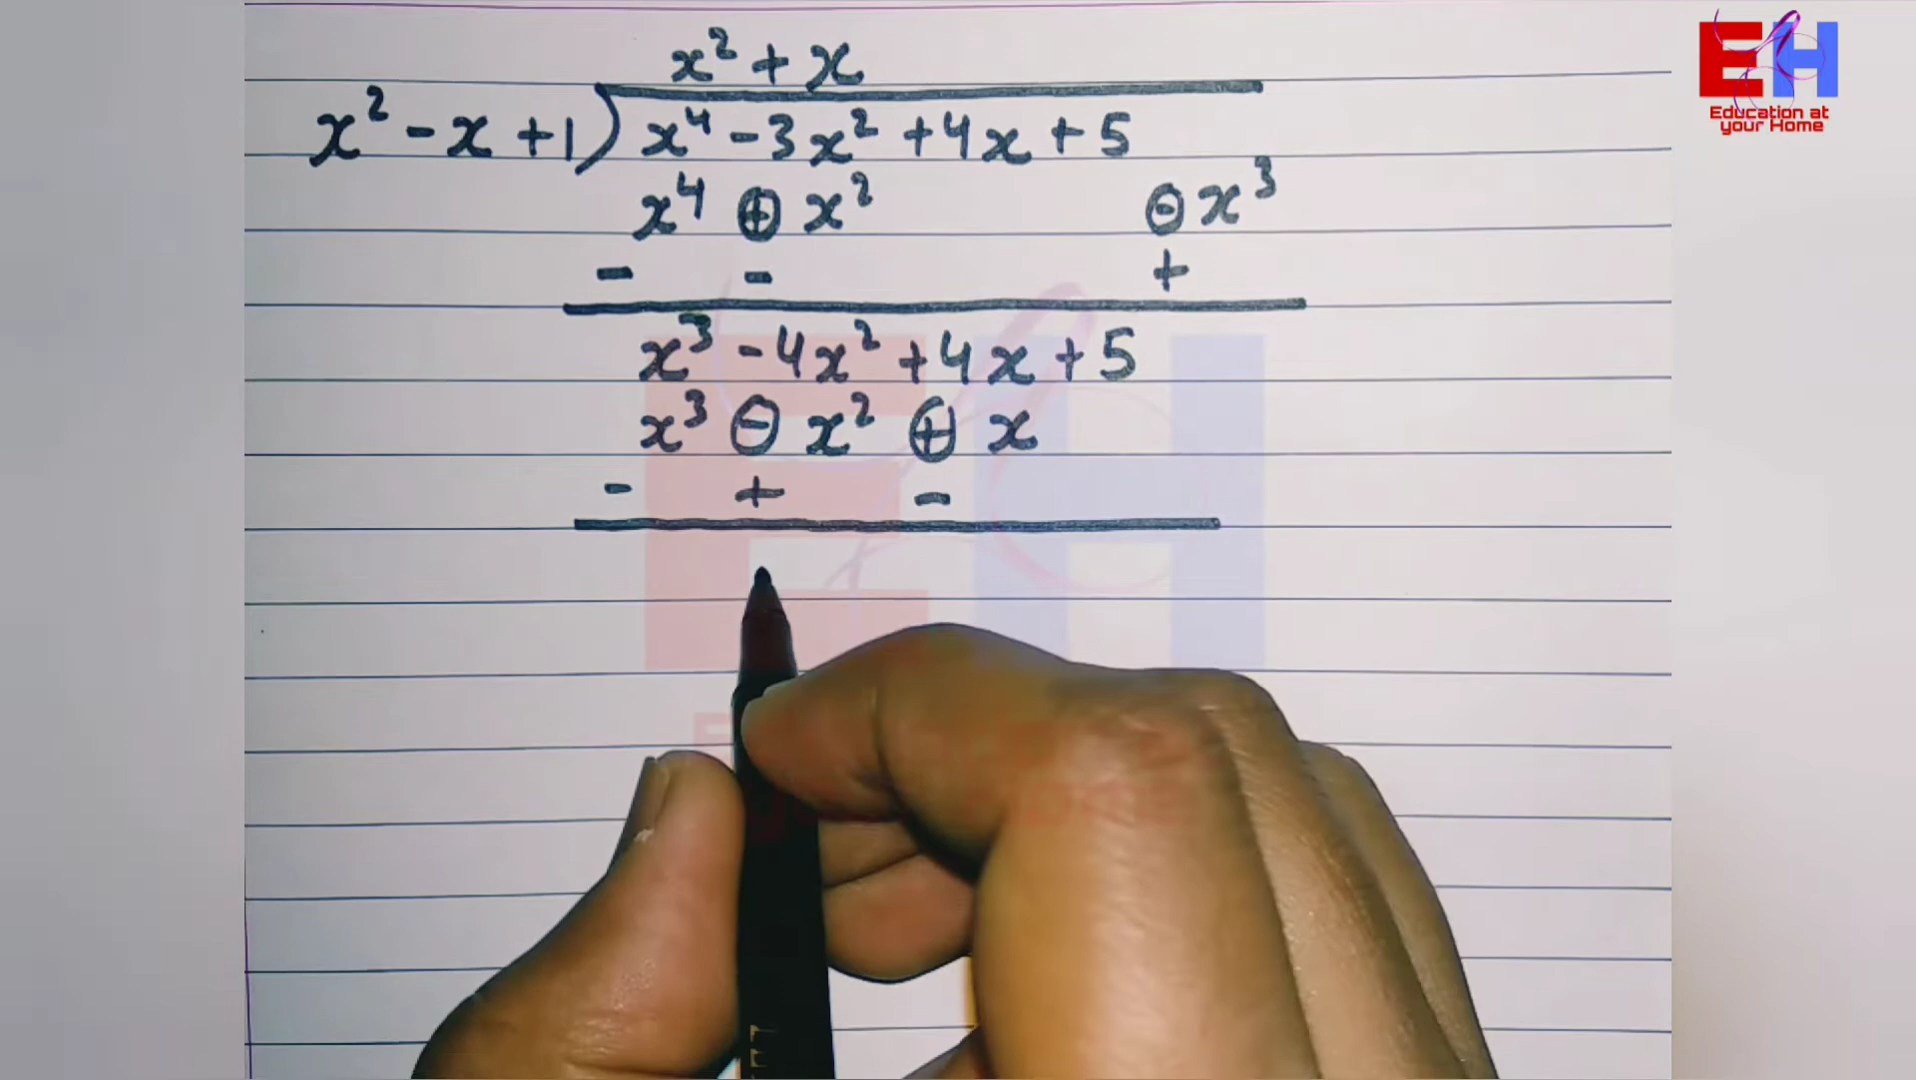 EH
Education at
your Home
x² + x
x² - x + 1 ) x⁴ - 3x² + 4x + 5
x⁴ ⊕ x² ⊖ x³
- - +
x³ - 4x² + 4x + 5
x³ ⊖ x² ⊕ x
- + -